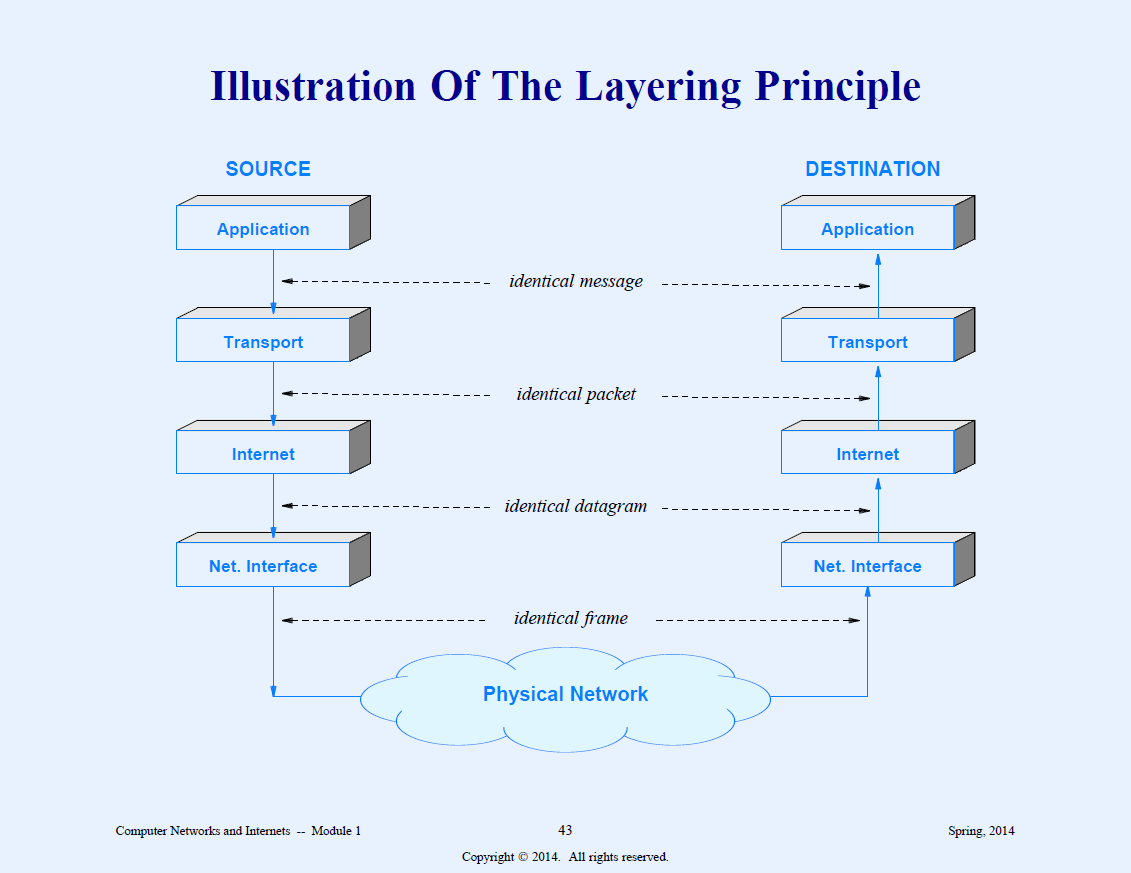 Illustration Of The Layering Principle
SOURCE
DESTINATION
Application
Application
identical message
Transport
Transport
identical packet
Internet
Internet
identical datagram
Net. Interface
Net. Interface
identical frame
Physical Network
Computer Networks and Internets -- Module 1
43
Spring, 2014
Copyright © 2014. All rights reserved.